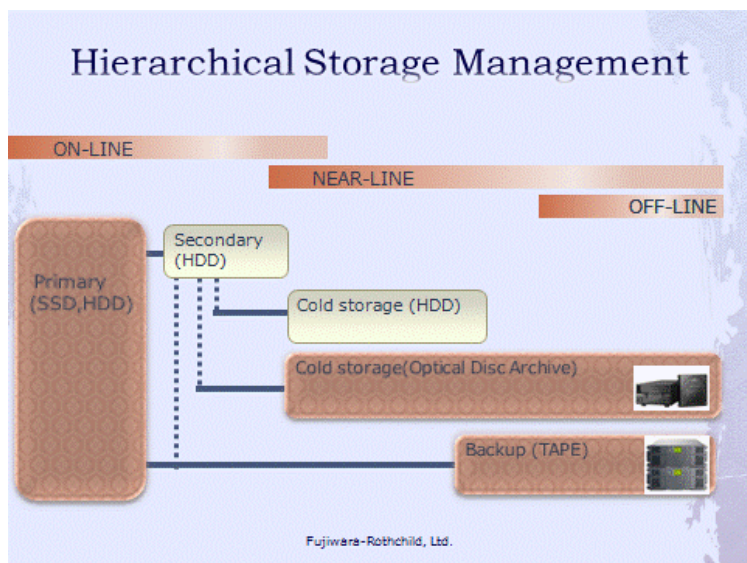 Hierarchical Storage Management
ON-LINE
NEAR-LINE
OFF-LINE
Secondary
(HDD)
Primary
(SSD,HDD)
Cold storage (HDD)
Cold storage(Optical Disc Archive)
Backup (TAPE)
Fujiwara-Rothchild, Ltd.